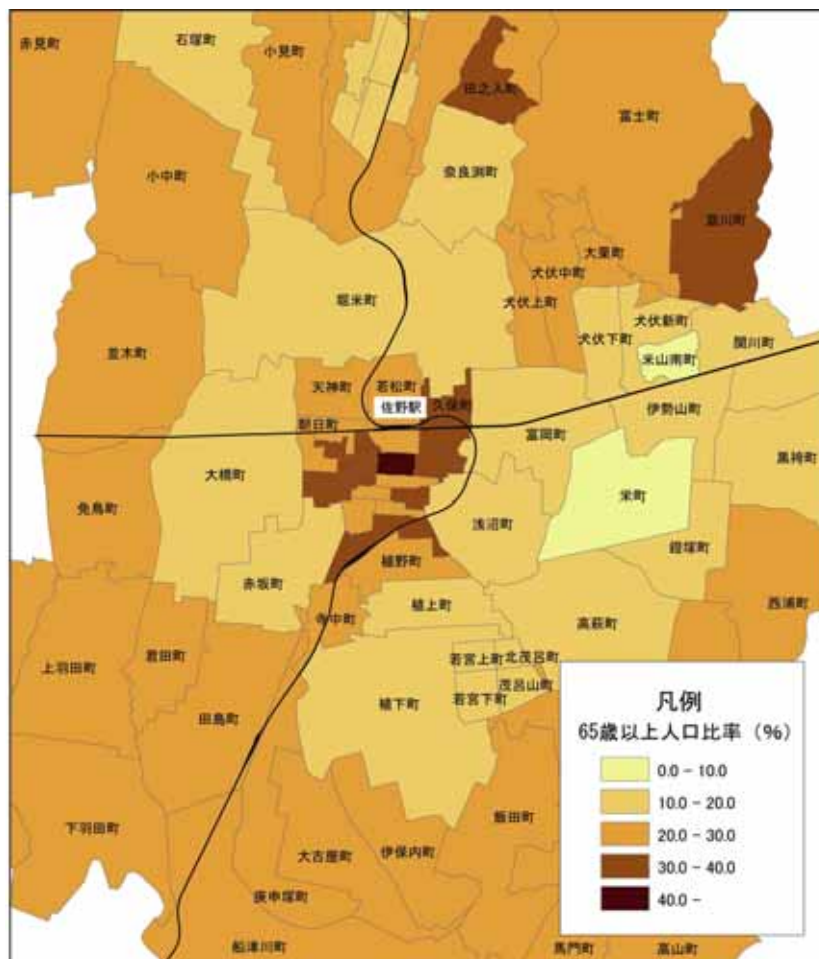 赤見町
石塚町
小見町
田之入町
富士町
小中町
奈良渕町
大栗町
犬伏中町
堀米町
犬伏上町
犬伏新町
犬伏下町
関川町
並木町
米山南町
天神町
若松町
佐野駅
久保町
伊勢山町
朝日町
富岡町
黒袴町
大橋町
栄町
免鳥町
浅沼町
鐙塚町
植野町
赤坂町
西浦町
植上町
寺中町
高萩町
上羽田町
君田町
若宮上町
北茂呂町
茂呂山町
若宮下町
植下町
田島町
凡例
65歳以上人口比率(%)
0.0 - 10.0
10.0 - 20.0
20.0 - 30.0
30.0 - 40.0
40.0 -
飯田町
下羽田町
大古屋町
伊保内町
庚申塚町
船津川町
馬門町
高山町